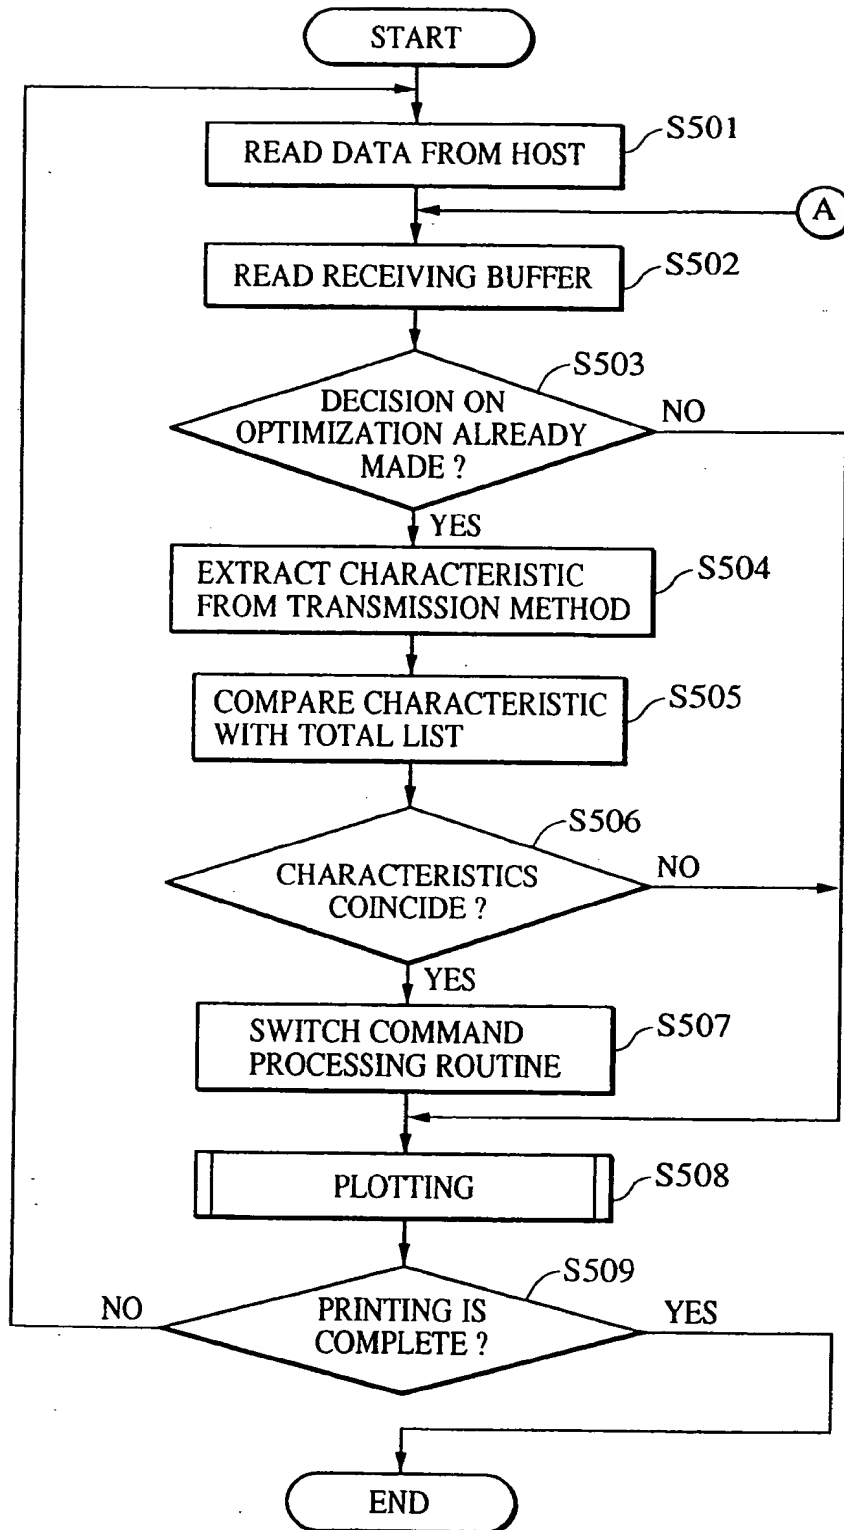 START
S501
READ DATA FROM HOST
A
S502
READ RECEIVING BUFFER
S503
DECISION ON
OPTIMIZATION ALREADY
MADE ?
NO
YES
S504
EXTRACT CHARACTERISTIC
FROM TRANSMISSION METHOD
S505
COMPARE CHARACTERISTIC
WITH TOTAL LIST
S506
CHARACTERISTICS
COINCIDE ?
NO
YES
S507
SWITCH COMMAND
PROCESSING ROUTINE
S508
PLOTTING
S509
NO
PRINTING IS
COMPLETE ?
YES
END